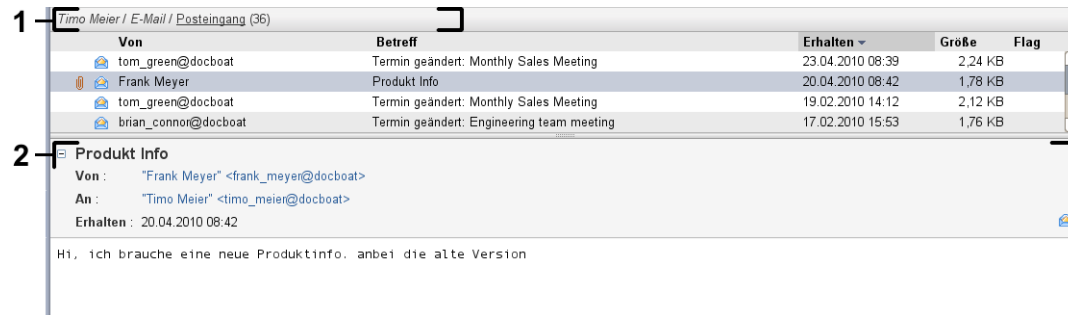 1 Timo Meier / E-Mail / Posteingang (36)
Von Betreff Erhalten Größe Flag
tom_green@docboat Termin geändert: Monthly Sales Meeting 23.04.2010 08:39 2,24 KB
Frank Meyer Produkt Info 20.04.2010 08:42 1,78 KB
tom_green@docboat Termin geändert: Monthly Sales Meeting 19.02.2010 14:12 2,12 KB
brian_connor@docboat Termin geändert: Engineering team meeting 17.02.2010 15:53 1,76 KB
2 Produkt Info
Von : "Frank Meyer" <frank_meyer@docboat>
An : "Timo Meier" <timo_meier@docboat>
Erhalten : 20.04.2010 08:42
Hi, ich brauche eine neue Produktinfo. anbei die alte Version